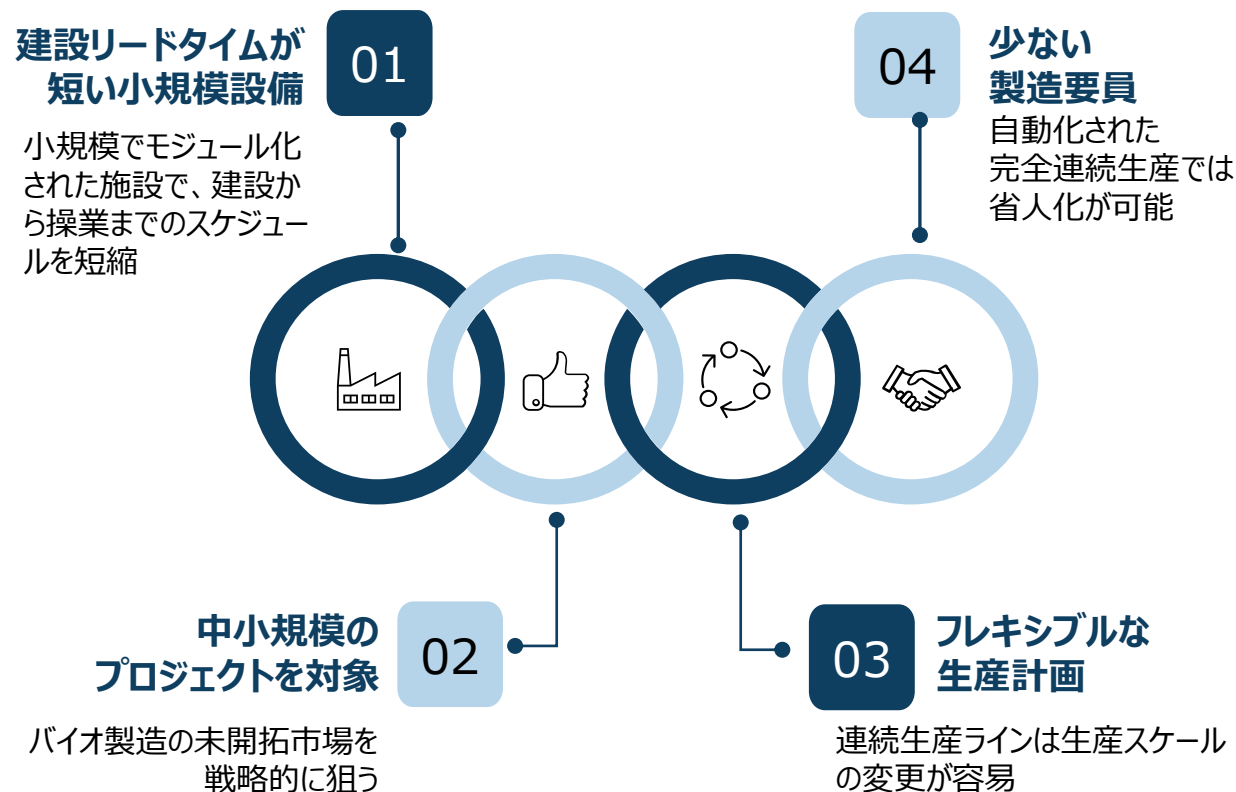 01
建設リードタイムが
短い小規模設備
小規模でモジュール化
された施設で、建設か
ら操業までのスケジュー
ルを短縮
04
少ない
製造要員
自動化された
完全連続生産では
省人化が可能
02
中小規模の
プロジェクトを対象
バイオ製造の未開拓市場を
戦略的に狙う
03
フレキシブルな
生産計画
連続生産ラインは生産スケール
の変更が容易